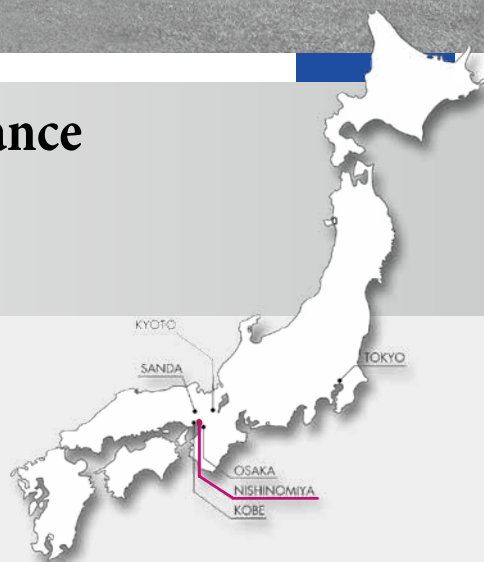 ance
KYOTO
SANDA
TOKYO
OSAKA
NISHINOMIYA
KOBE